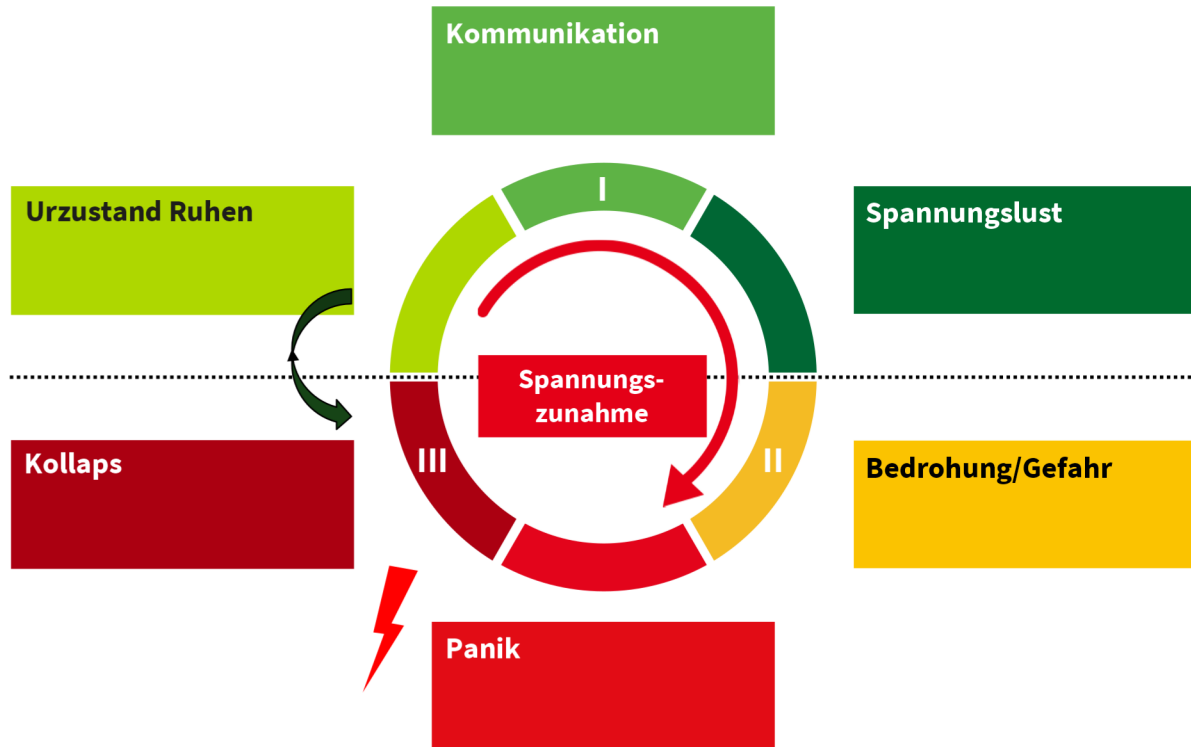 Kommunikation
I
Urzustand Ruhen
Spannungslust
Spannungs-
zunahme
III
II
Kollaps
Bedrohung/Gefahr
Panik